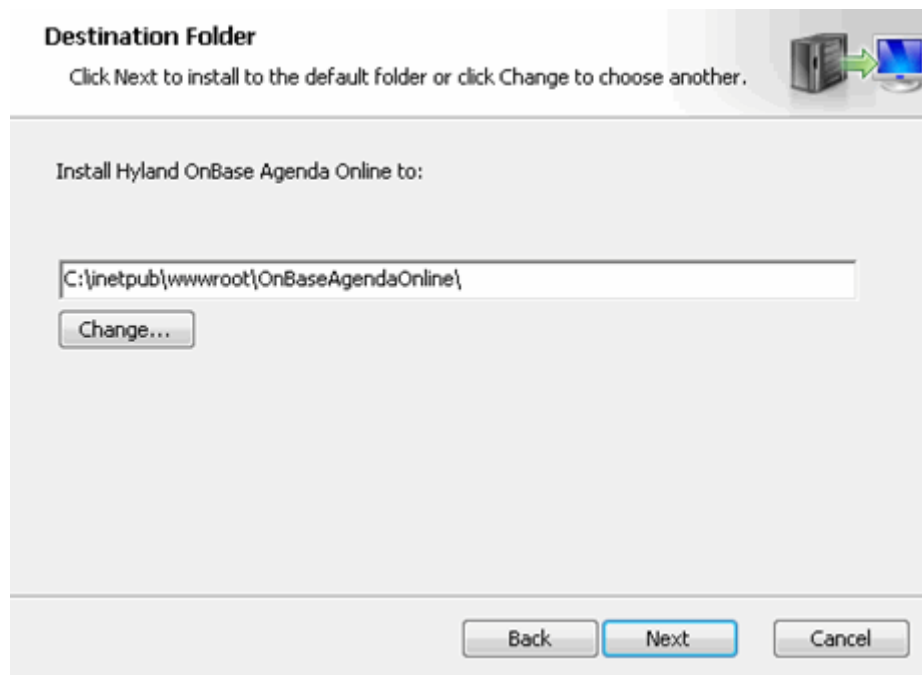 Destination Folder
Click Next to install to the default folder or click Change to choose another.
Install Hyland OnBase Agenda Online to:
C:\inetpub\wwwroot\OnBaseAgendaOnline\
Change...
Back Next Cancel